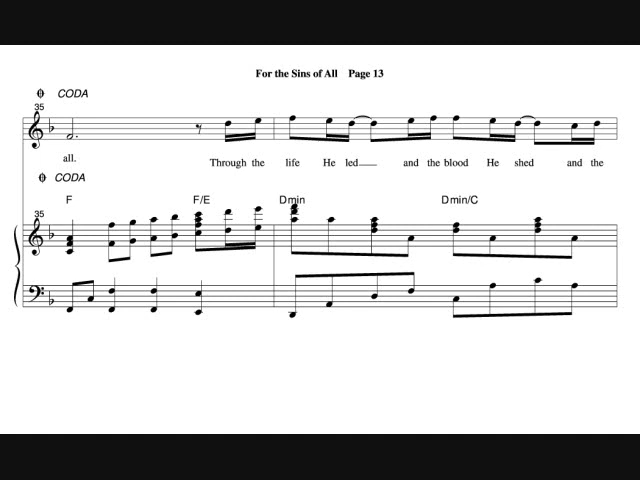 For the Sins of All Page 13
CODA
35
all. Through the life He led and the blood He shed and the
CODA
F F/E Dmin Dmin/C
35